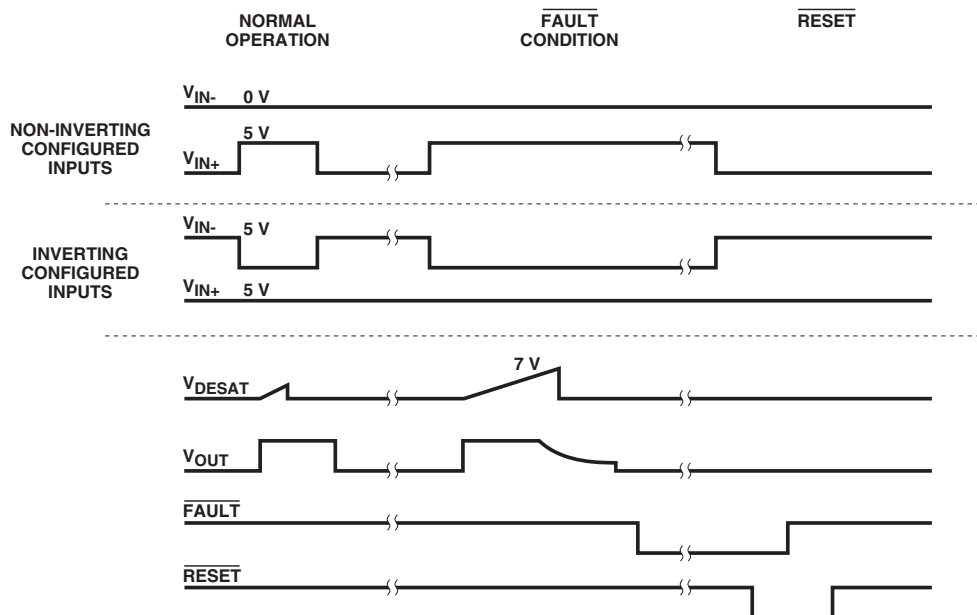 NORMAL
OPERATION
FAULT
CONDITION
RESET
NON-INVERTING
CONFIGURED
INPUTS
VIN- 0 V
5 V
VIN+
INVERTING
CONFIGURED
INPUTS
VIN- 5 V
VIN+ 5 V
7 V
VDESAT
VOUT
FAULT
RESET